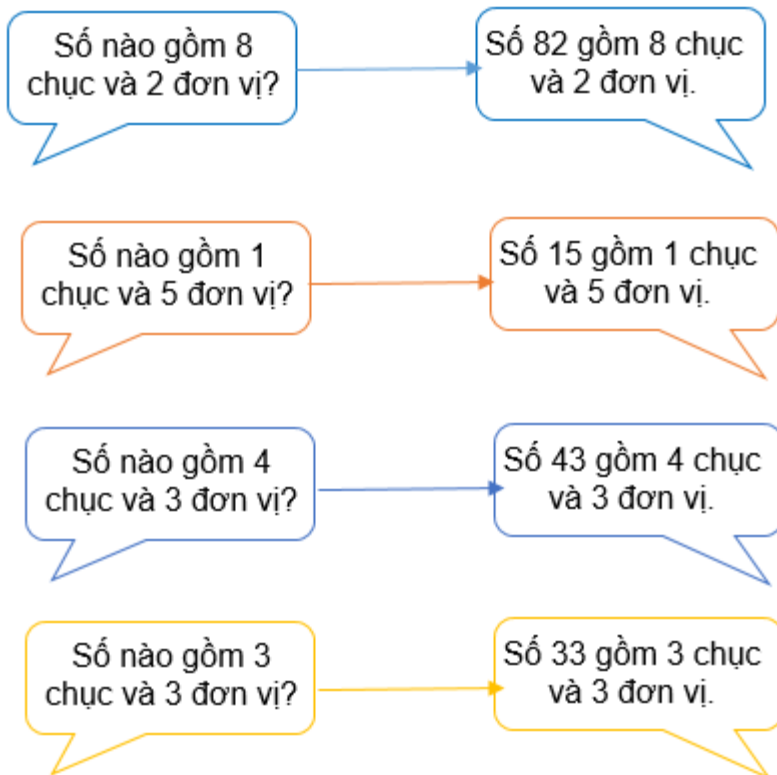 Số nào gồm 8
chục và 2 đơn vị?
Số 82 gồm 8 chục
và 2 đơn vị.
Số nào gồm 1
chục và 5 đơn vị?
Số 15 gồm 1 chục
và 5 đơn vị.
Số nào gồm 4
chục và 3 đơn vị?
Số 43 gồm 4 chục
và 3 đơn vị.
Số nào gồm 3
chục và 3 đơn vị?
Số 33 gồm 3 chục
và 3 đơn vị.